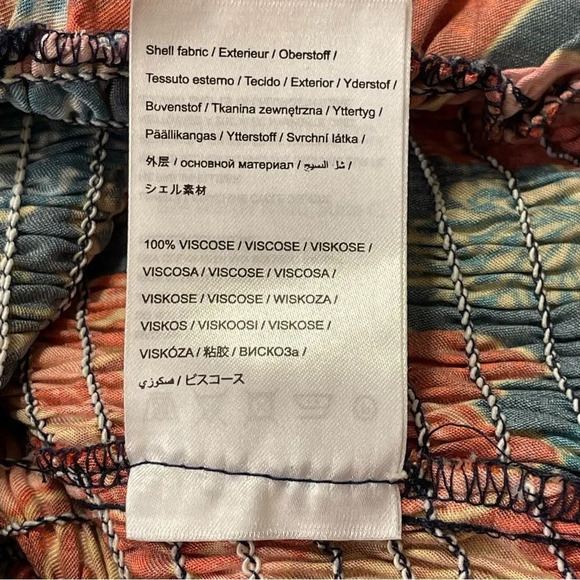 Shell fabric / Exterieur / Oberstoff /
Tessuto esterno / Tecido / Exterior / Yderstof /
Buvenstof / Tkanina zewnętrzna / Yttertyg /
Päällikangas / Ytterstoff / Svrchní látka /
外层 / основной материал / شل النسيج /
シェル素材
100% VISCOSE / VISCOSE / VISKOSE /
VISCOSA / VISCOSE / VISCOSA /
VISKOSE / VISCOSE / WISKOZA /
VISKOS / VISKOOSI / VISKOSE /
VISKÓZA / 粘胶 / ВИСКОЗа /
فسكوزي / ビスコース